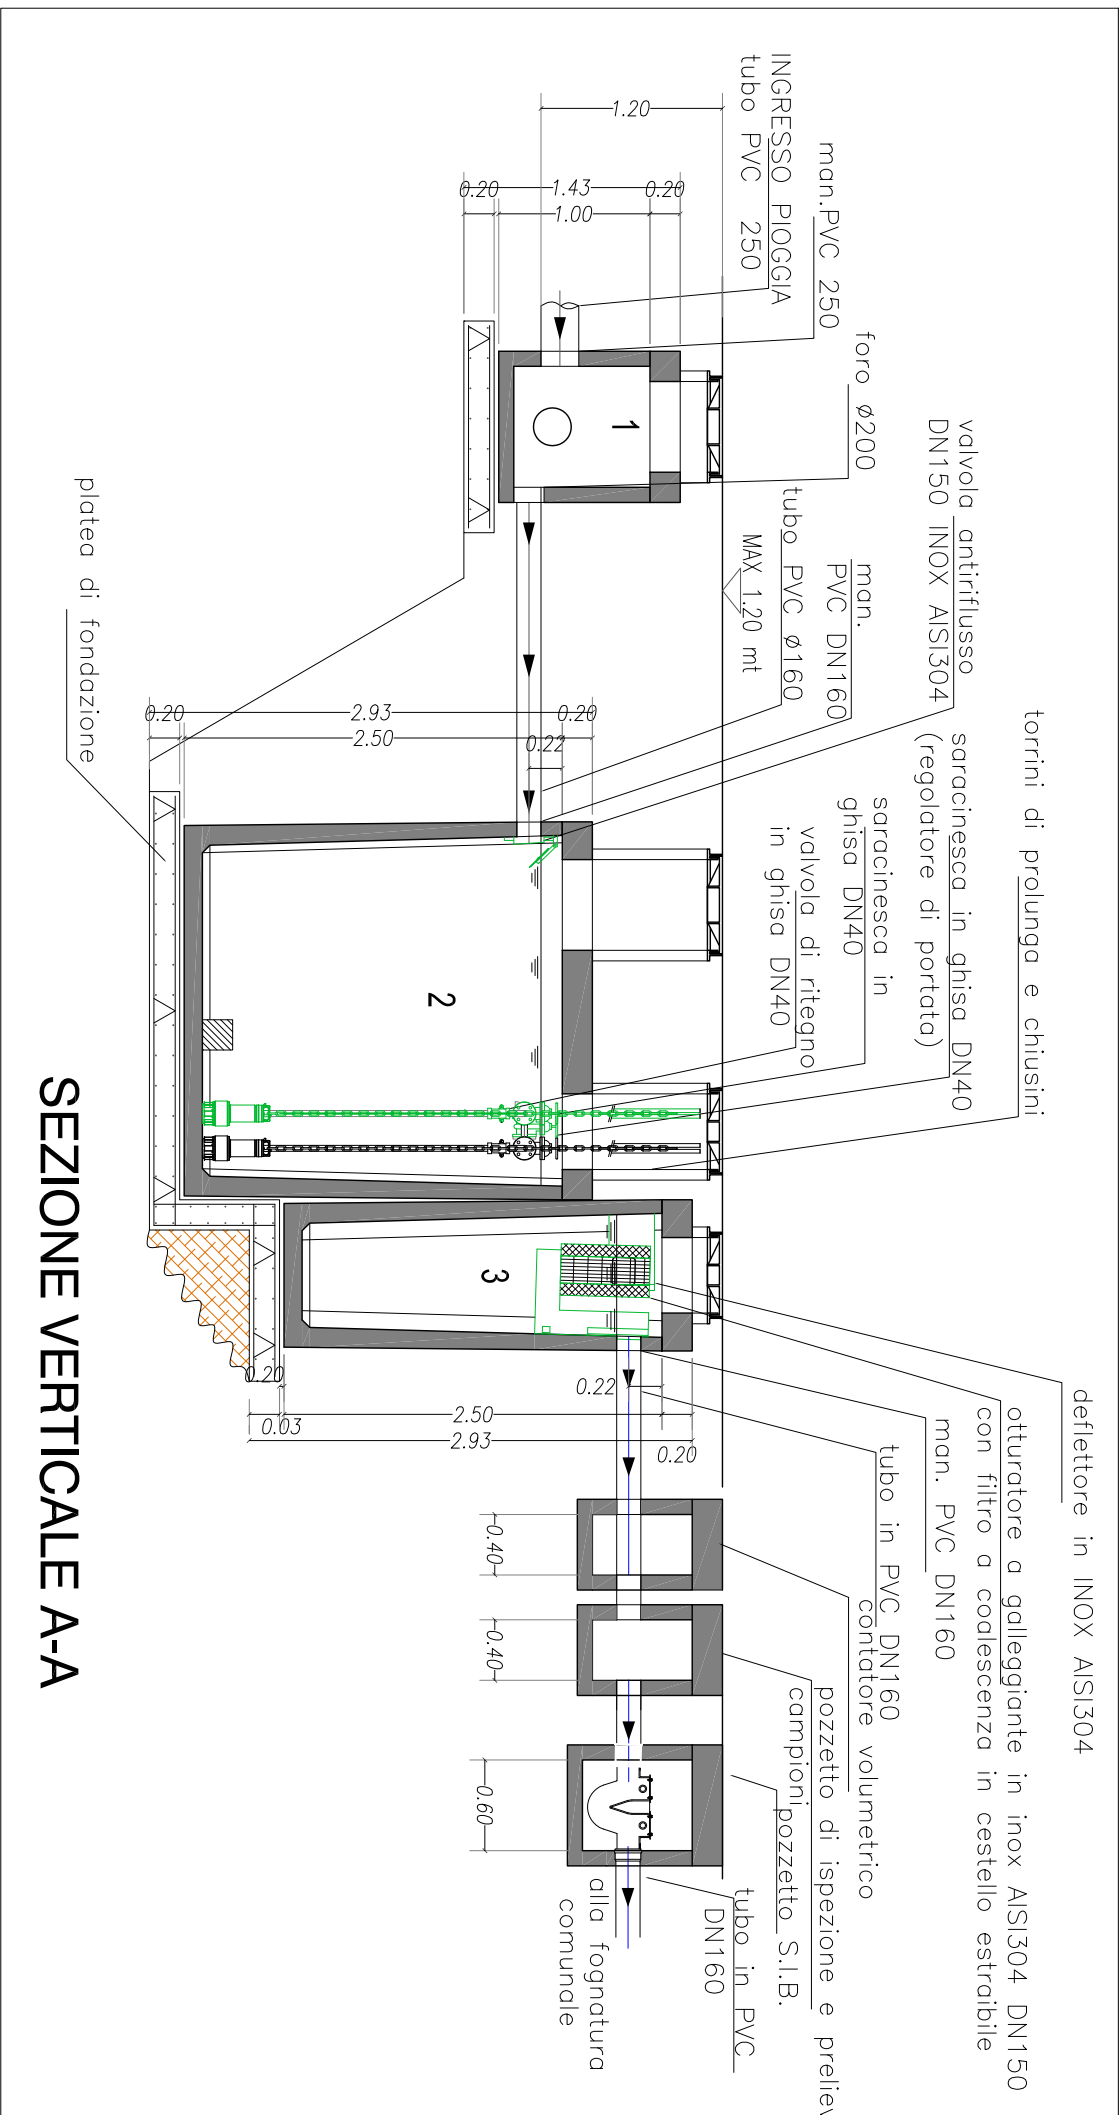 INGRESSO PIOGGIA
tubo PVC 250
man.PVC 250
foro ø200
valvola antiriflusso
DN150 INOX AISI304
man.
PVC DN160
tubo PVC ø160
MAX 1.20 mt
torrini di prolunga e chiusini
saracinesca in ghisa DN40
(regolatore di portata)
saracinesca in
ghisa DN40
valvola di ritegno
in ghisa DN40
deflettore in INOX AISI304
otturatore a galleggiante in inox AISI304 DN150
con filtro a coalescenza in cestello estraibile
man. PVC DN160
tubo in PVC DN160
contatore volumetrico
pozzetto di ispezione e preliev
campioni
pozzetto S.I.B.
tubo in PVC
DN160
alla fognatura
comunale
platea di fondazione
1.20
0.20
1.43
0.20
1.00
1
0.20
2.93
0.20
2.50
0.22
2
3
0.20
0.03
0.22
2.50
2.93
0.20
0.40
0.40
0.60
SEZIONE VERTICALE A-A